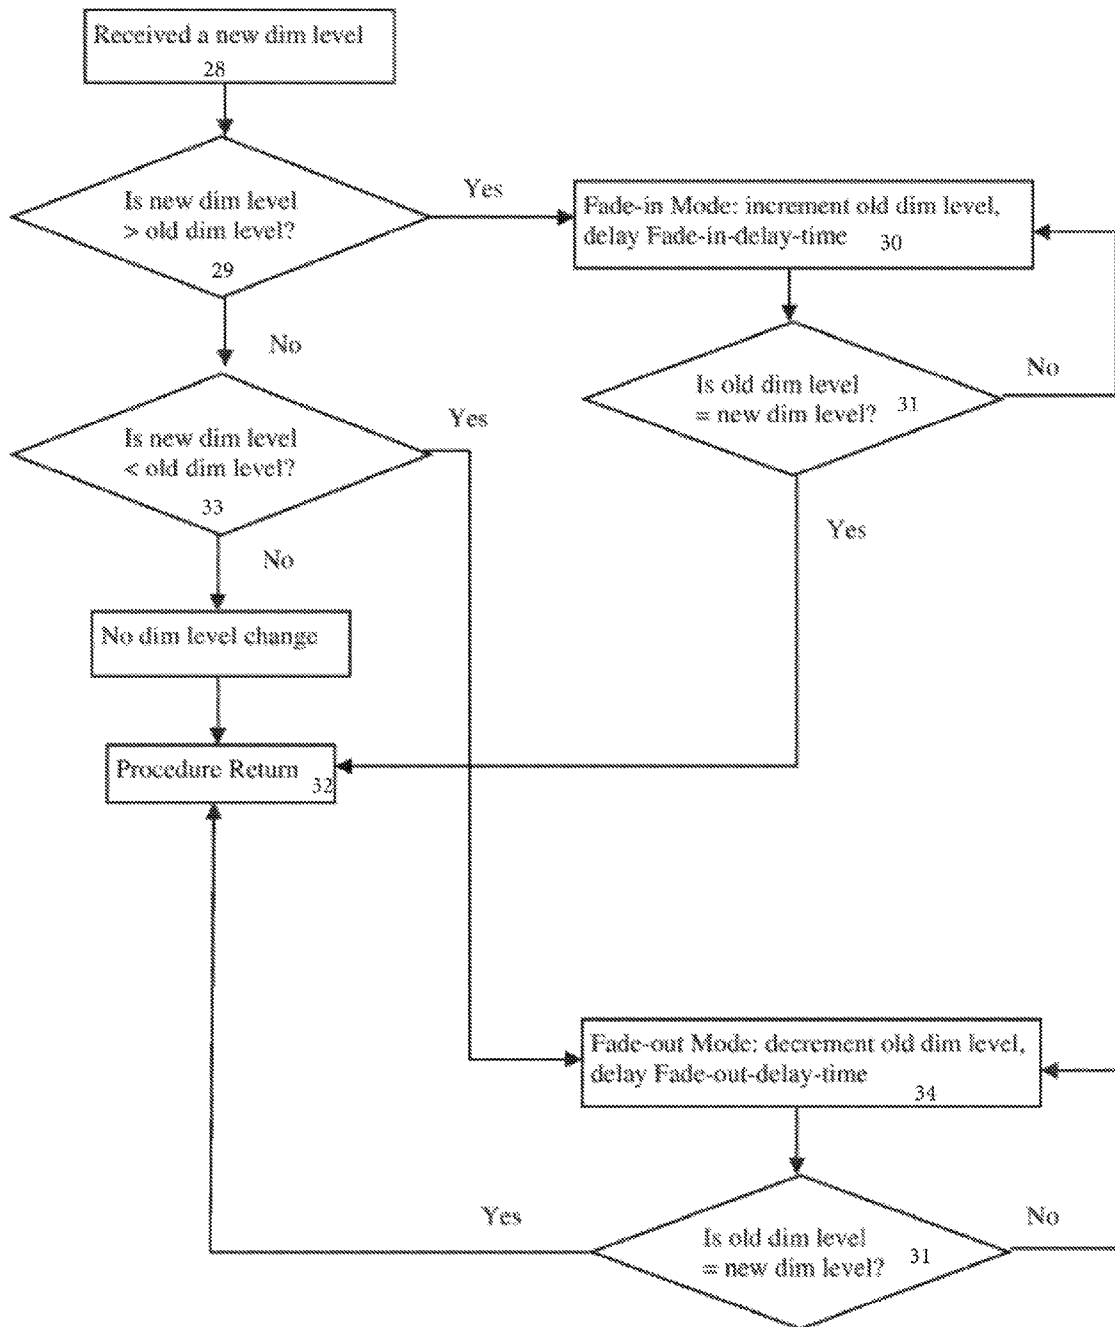 Received a new dim level
28
Is new dim level
> old dim level?
29
Yes
No
Fade-in Mode: increment old dim level,
delay Fade-in-delay-time 30
Is old dim level
= new dim level? 31
No
Yes
Is new dim level
< old dim level?
33
Yes
No
No dim level change
Procedure Return 32
Fade-out Mode: decrement old dim level,
delay Fade-out-delay-time
34
Is old dim level
= new dim level? 31
Yes
No